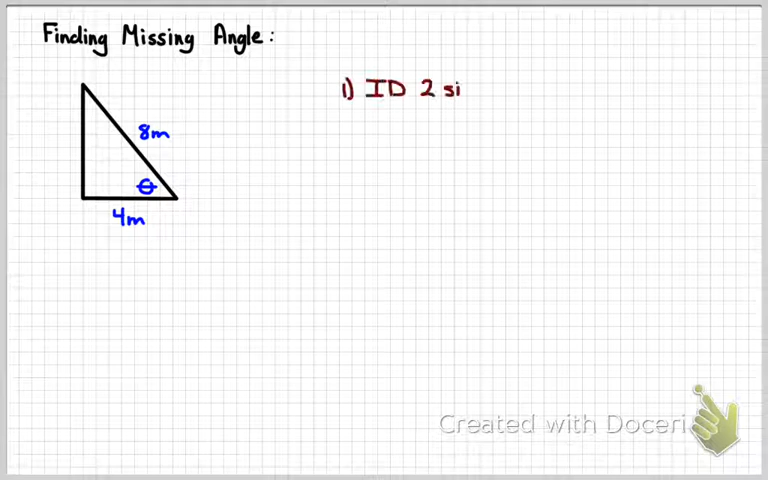 Finding Missing Angle:
1) ID 2 si
8m
θ
4m
Created with Doceri